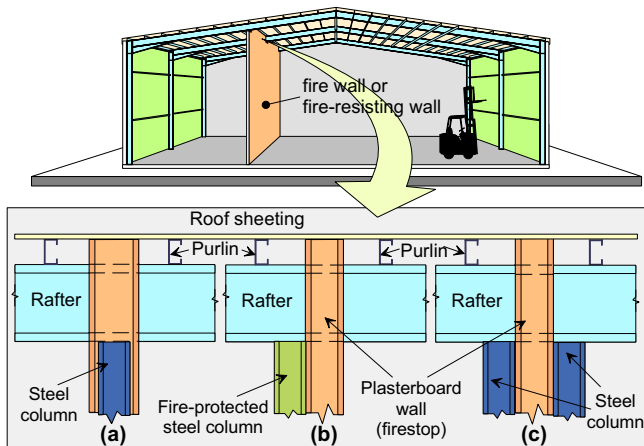 fire wall or
fire-resisting wall
Roof sheeting
Purlin
Purlin
Rafter
Rafter
Rafter
Steel
column
(a)
Fire-protected
steel column
(b)
Plasterboard
wall
(firestop)
(c)
Steel
column